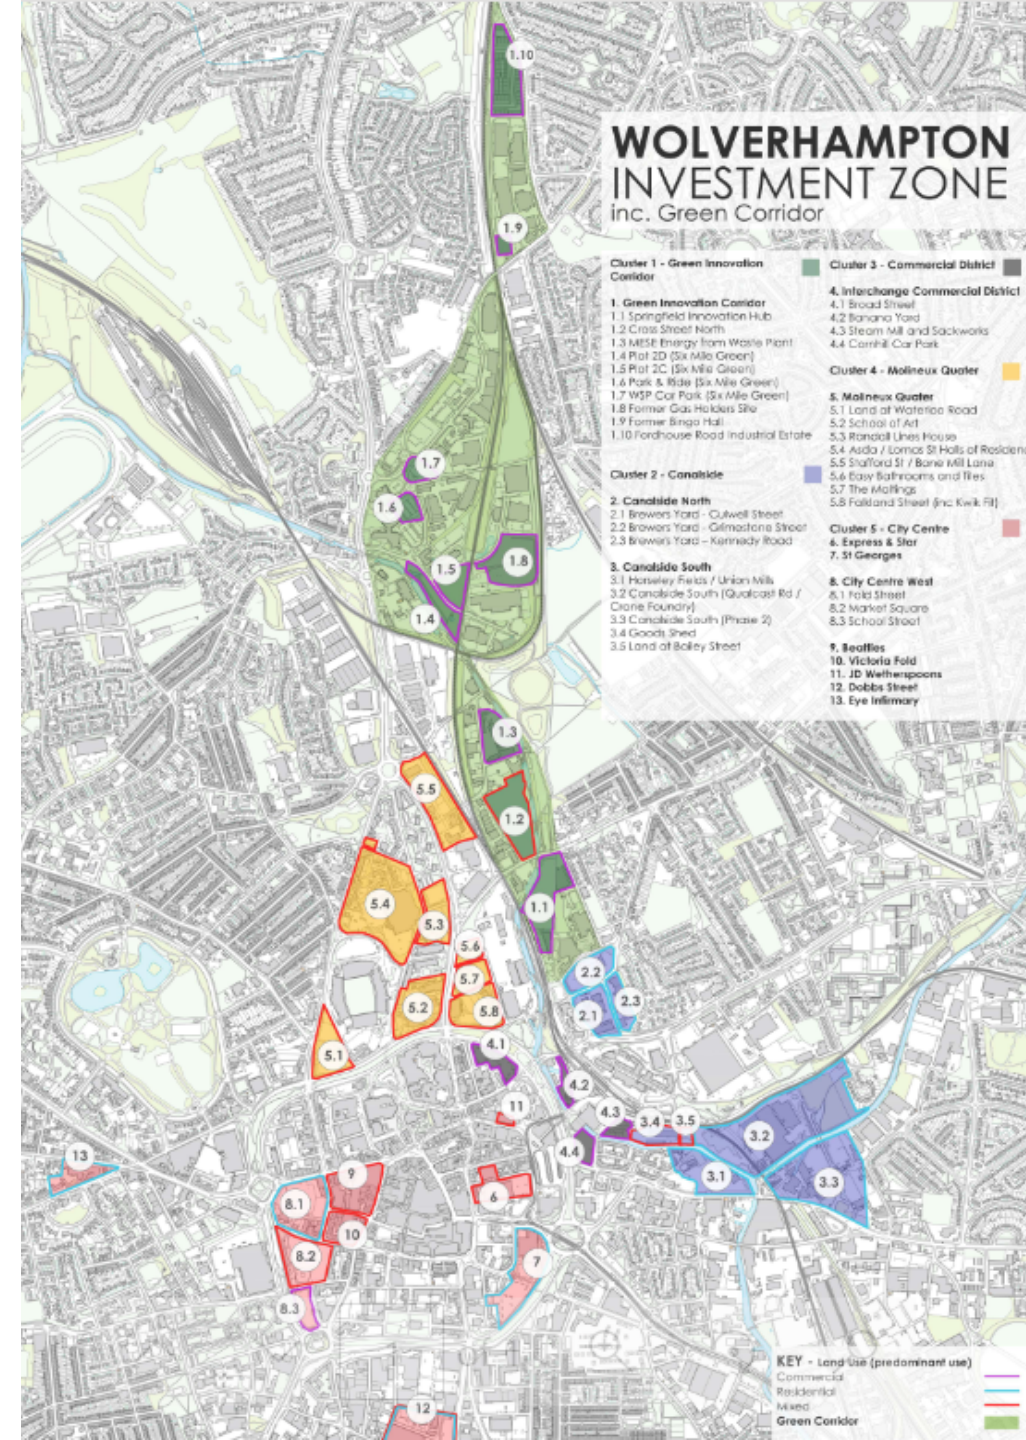 WOLVERHAMPTON
INVESTMENT ZONE
inc. Green Corridor
Cluster 1 - Green Innovation
Corridor
1. Green Innovation Corridor
1.1 Springfield Innovation Hub
1.2 Cross Street North
1.3 MESE Energy from Waste Plant
1.4 Plot 2D (Six Mile Green)
1.5 Plot 2C (Six Mile Green)
1.6 Park & Ride (Six Mile Green)
1.7 WSP Car Park (Six Mile Green)
1.8 Former Gas Holders Site
1.9 Former Bingo Hall
1.10 Fordhouse Road Industrial Estate
Cluster 2 - Canalside
2. Canalside North
2.1 Brewers Yard - Culwell Street
2.2 Brewers Yard - Grimestone Street
2.3 Brewers Yard – Kennedy Road
3. Canalside South
3.1 Horseley Fields / Union Mills
3.2 Canalside South (Qualcast Rd /
Crane Foundry)
3.3 Canalside South (Phase 2)
3.4 Goods Shed
3.5 Land at Bailey Street
Cluster 3 - Commercial District
4. Interchange Commercial District
4.1 Broad Street
4.2 Banana Yard
4.3 Steam Mill and Sackworks
4.4 Cornhill Car Park
Cluster 4 - Molineux Quater
5. Molineux Quater
5.1 Land at Waterloo Road
5.2 School of Art
5.3 Randall Lines House
5.4 Asda / Lomas St Halls of Residenc
5.5 Stafford St / Bone Mill Lane
5.6 Easy Bathrooms and Tiles
5.7 The Maltings
5.8 Falkland Street (inc Kwik Fit)
Cluster 5 - City Centre
6. Express & Star
7. St Georges
8. City Centre West
8.1 Fold Street
8.2 Market Square
8.3 School Street
9. Beatties
10. Victoria Fold
11. JD Wetherspoons
12. Dobbs Street
13. Eye Infirmary
1.10
1.9
1.7
1.6
1.8
1.5
1.4
1.3
5.5
1.2
5.4
1.1
5.3
5.6
2.2
5.7
5.2
5.8
2.3
2.1
4.1
5.1
4.2
11
4.3
3.4
3.5
3.2
4.4
13
9
3.1
3.3
6
8.1
10
8.2
7
8.3
12
KEY - Land Use (predominant use)
Commercial
Residential
Mixed
Green Corridor